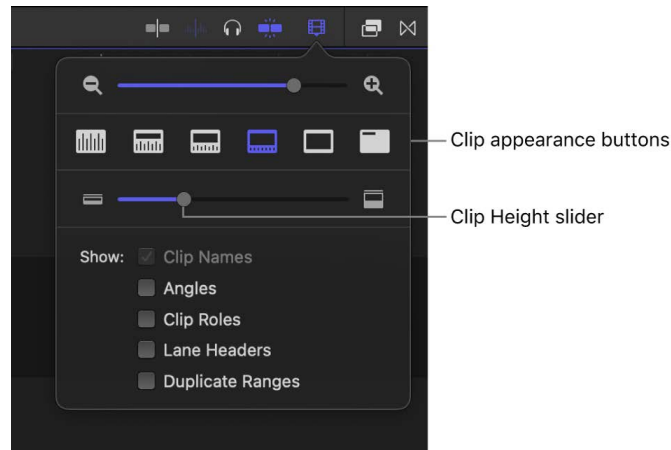 Clip appearance buttons
Clip Height slider
Show: Clip Names
Angles
Clip Roles
Lane Headers
Duplicate Ranges